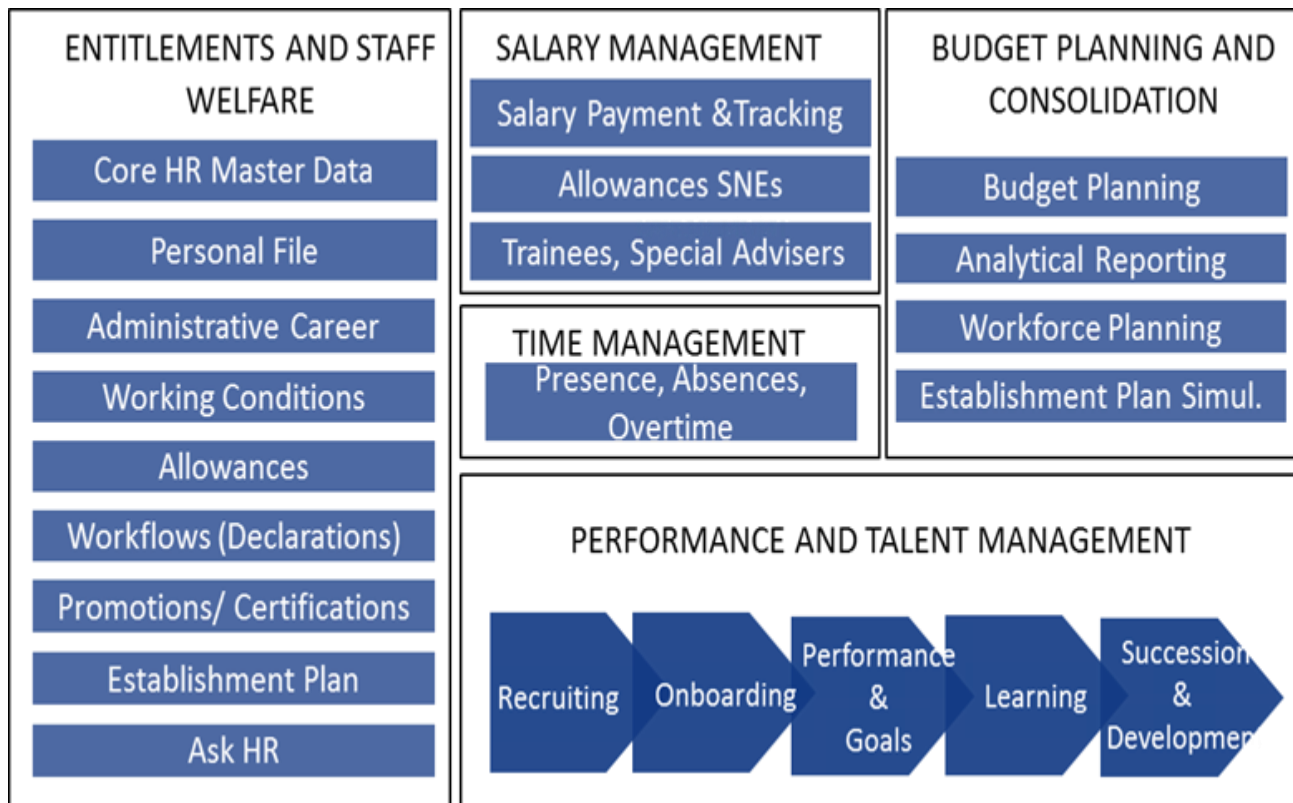 ENTITLEMENTS AND STAFF
WELFARE
Core HR Master Data
Personal File
Administrative Career
Working Conditions
Allowances
Workflows (Declarations)
Promotions/ Certifications
Establishment Plan
Ask HR
SALARY MANAGEMENT
Salary Payment &Tracking
Allowances SNEs
Trainees, Special Advisers
TIME MANAGEMENT
Presence, Absences,
Overtime
BUDGET PLANNING AND
CONSOLIDATION
Budget Planning
Analytical Reporting
Workforce Planning
Establishment Plan Simul.
PERFORMANCE AND TALENT MANAGEMENT
Recruiting
Onboarding
Performance
&
Goals
Learning
Succession
&
Development